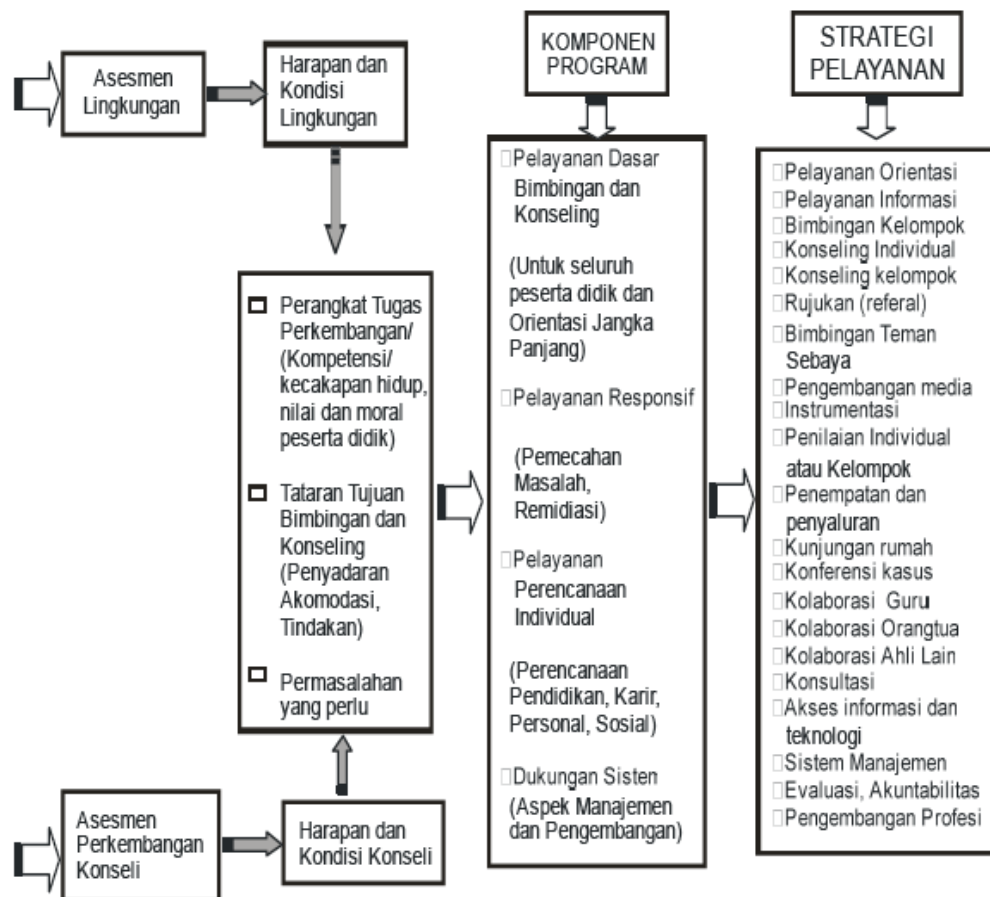 Asesmen
Lingkungan
Harapan dan
Kondisi
Lingkungan
KOMPONEN
PROGRAM
STRATEGI
PELAYANAN
Perangkat Tugas
Perkembangan/
(Kompetensi/
kecakapan hidup,
nilai dan moral
peserta didik)
Tataran Tujuan
Bimbingan dan
Konseling
(Penyadaran
Akomodasi,
Tindakan)
Permasalahan
yang perlu
Asesmen
Perkembangan
Konseli
Harapan dan
Kondisi Konseli
Pelayanan Dasar
Bimbingan dan
Konseling
(Untuk seluruh
peserta didik dan
Orientasi Jangka
Panjang)
Pelayanan Responsif
(Pemecahan
Masalah,
Remidiasi)
Pelayanan
Perencanaan
Individual
(Perencanaan
Pendidikan, Karir,
Personal, Sosial)
Dukungan Sisten
(Aspek Manajemen
dan Pengembangan)
Pelayanan Orientasi
Pelayanan Informasi
Bimbingan Kelompok
Konseling Individual
Konseling kelompok
Rujukan (referal)
Bimbingan Teman
Sebaya
Pengembangan media
Instrumentasi
Penilaian Individual
atau Kelompok
Penempatan dan
penyaluran
Kunjungan rumah
Konferensi kasus
Kolaborasi Guru
Kolaborasi Orangtua
Kolaborasi Ahli Lain
Konsultasi
Akses informasi dan
teknologi
Sistem Manajemen
Evaluasi, Akuntabilitas
Pengembangan Profesi